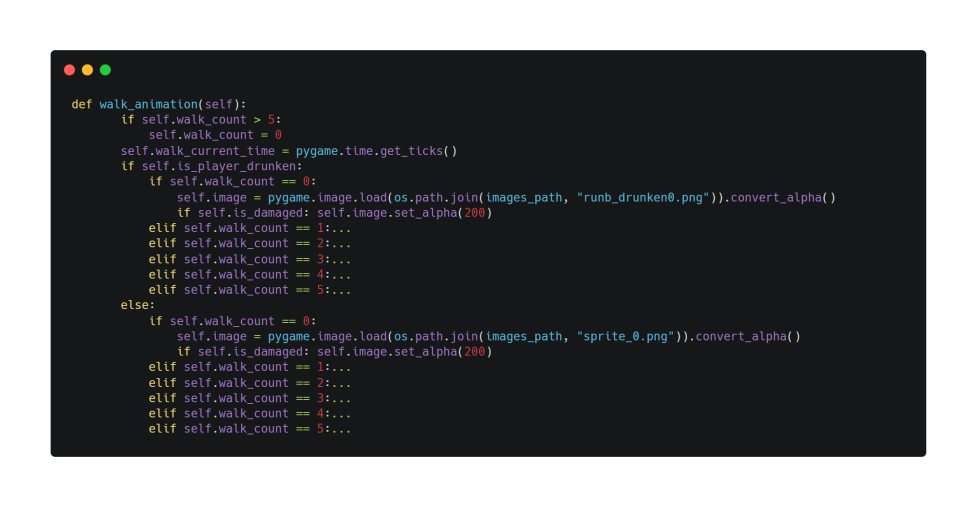 def walk_animation(self):
if self.walk_count > 5:
self.walk_count = 0
self.walk_current_time = pygame.time.get_ticks()
if self.is_player_drunken:
if self.walk_count == 0:
self.image = pygame.image.load(os.path.join(images_path, "runb_drunken0.png")).convert_alpha()
if self.is_damaged: self.image.set_alpha(200)
elif self.walk_count == 1:...
elif self.walk_count == 2:...
elif self.walk_count == 3:...
elif self.walk_count == 4:...
elif self.walk_count == 5:...
else:
if self.walk_count == 0:
self.image = pygame.image.load(os.path.join(images_path, "sprite_0.png")).convert_alpha()
if self.is_damaged: self.image.set_alpha(200)
elif self.walk_count == 1:...
elif self.walk_count == 2:...
elif self.walk_count == 3:...
elif self.walk_count == 4:...
elif self.walk_count == 5:...